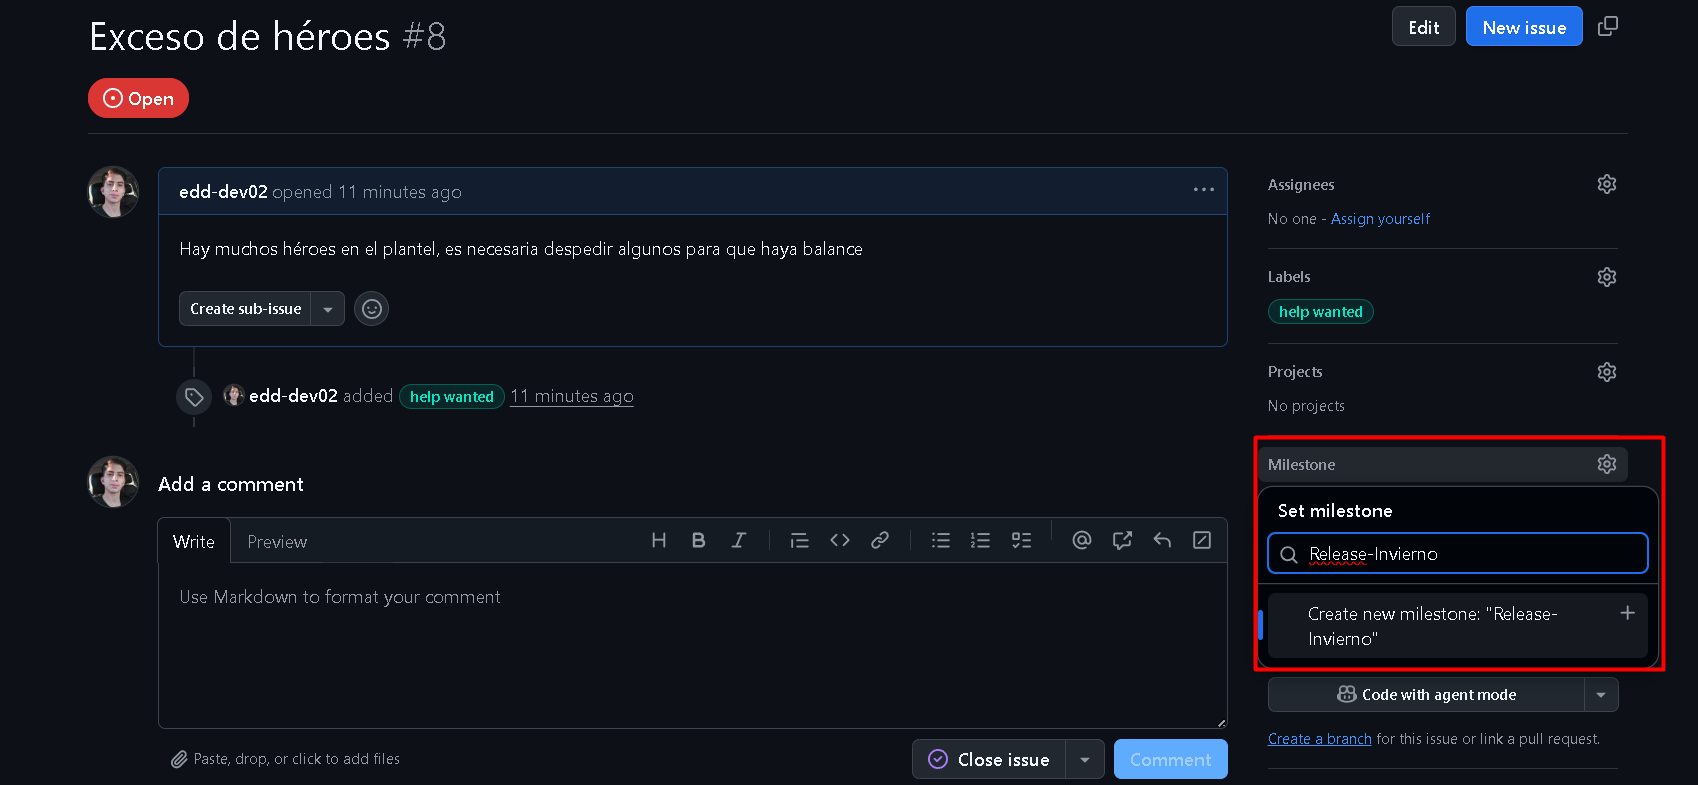 Exceso de héroes #8
Edit
New issue
Open
edd-dev02 opened 11 minutes ago
Hay muchos héroes en el plantel, es necesaria despedir algunos para que haya balance
Create sub-issue
edd-dev02 added help wanted 11 minutes ago
Add a comment
Write
Preview
Use Markdown to format your comment
Paste, drop, or click to add files
Close issue
Comment
Assignees
No one - Assign yourself
Labels
help wanted
Projects
No projects
Milestone
Set milestone
Release-Invierno
Create new milestone: "Release-
Invierno"
Code with agent mode
Create a branch for this issue or link a pull request.